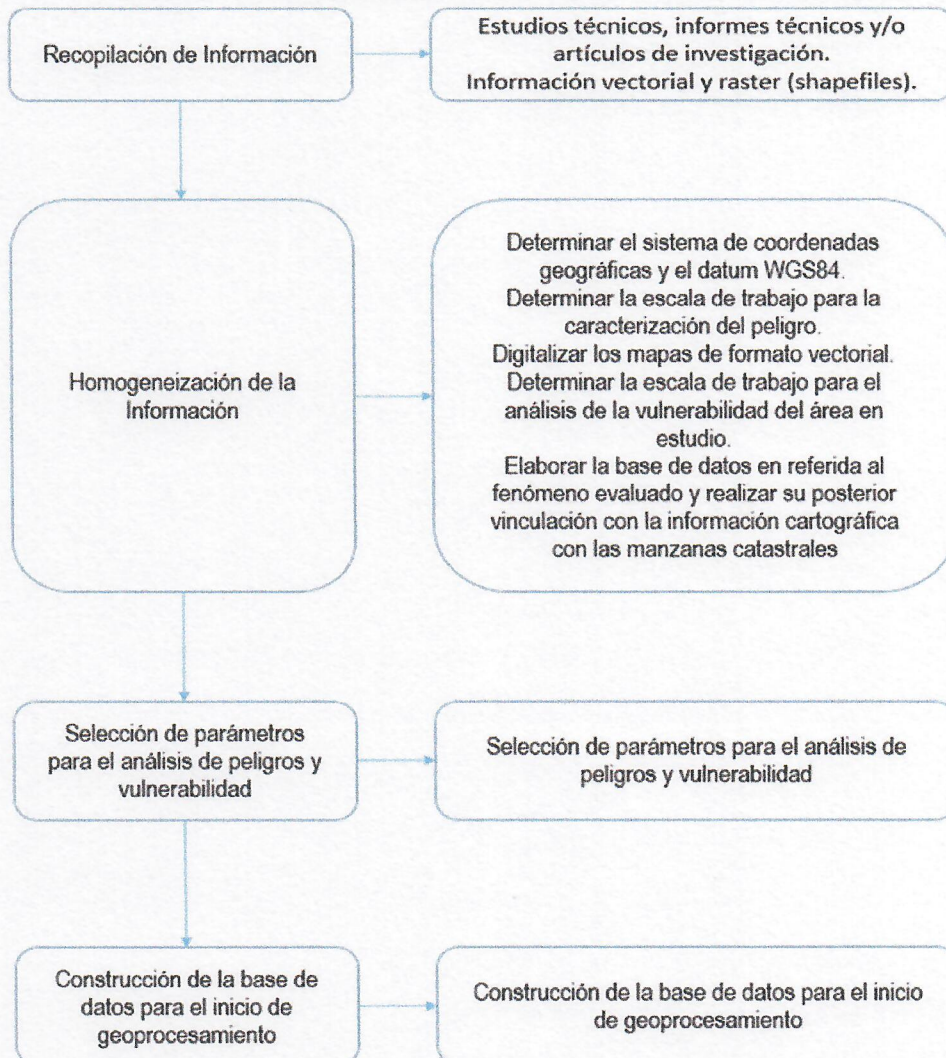 Recopilación de Información
Estudios técnicos, informes técnicos y/o
artículos de investigación.
Información vectorial y raster (shapefiles).
Homogeneización de la
Información
Determinar el sistema de coordenadas
geográficas y el datum WGS84.
Determinar la escala de trabajo para la
caracterización del peligro.
Digitalizar los mapas de formato vectorial.
Determinar la escala de trabajo para el
análisis de la vulnerabilidad del área en
estudio.
Elaborar la base de datos en referida al
fenómeno evaluado y realizar su posterior
vinculación con la información cartográfica
con las manzanas catastrales
Selección de parámetros
para el análisis de peligros y
vulnerabilidad
Selección de parámetros para el análisis de
peligros y vulnerabilidad
Construcción de la base de
datos para el inicio de
geoprocesamiento
Construcción de la base de datos para el inicio
de geoprocesamiento